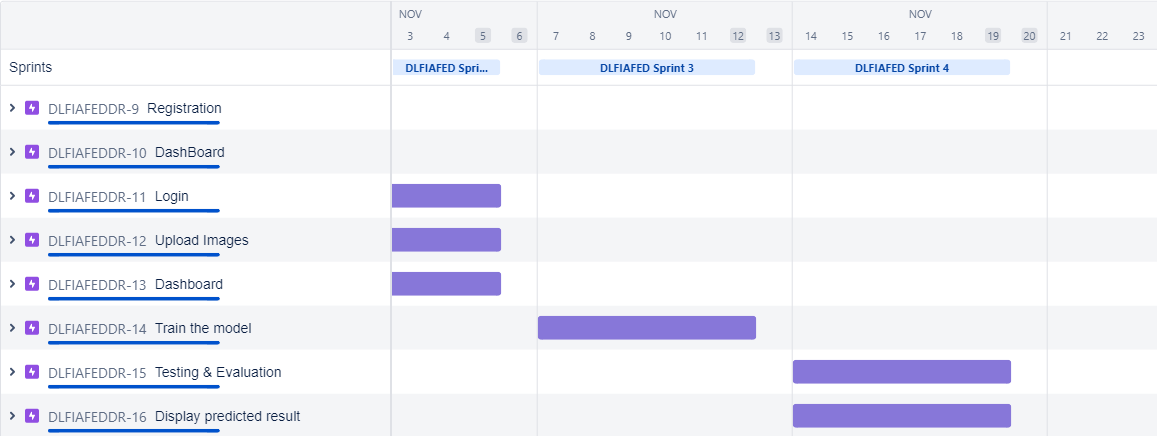 NOV NOV NOV
3 4 5 6 7 8 9 10 11 12 13 14 15 16 17 18 19 20 21 22 23
Sprints DLFIAFED Spri... DLFIAFED Sprint 3 DLFIAFED Sprint 4
DLFIAFEDDR-9 Registration
DLFIAFEDDR-10 DashBoard
DLFIAFEDDR-11 Login
DLFIAFEDDR-12 Upload Images
DLFIAFEDDR-13 Dashboard
DLFIAFEDDR-14 Train the model
DLFIAFEDDR-15 Testing & Evaluation
DLFIAFEDDR-16 Display predicted result